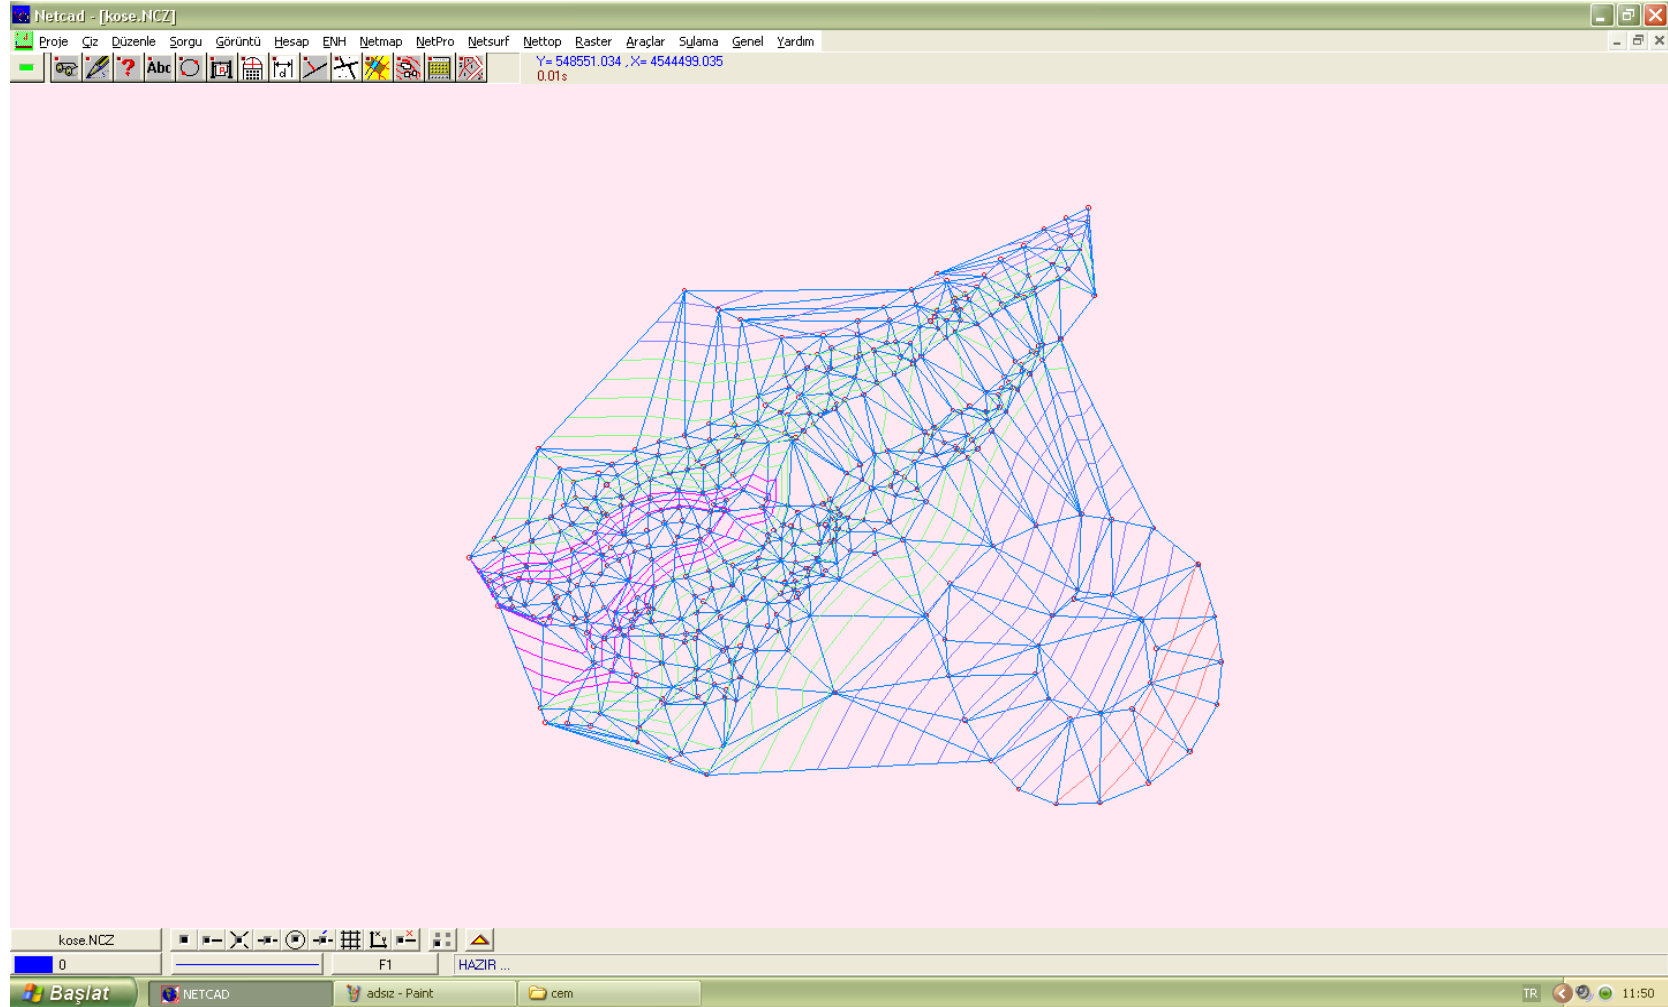 Netcad - [kose.NCZ]
Proje Çiz Düzenle Sorgu Görüntü Hesap ENH Netmap NetPro Netsurf Nettop Raster Araçlar Sulama Genel Yardım
Abc
Y= 548551.034 , X= 4544499.035
0.01s
kose.NCZ
0 F1 HAZIR ...
Başlat NETCAD adsız - Paint cem TR 11:50